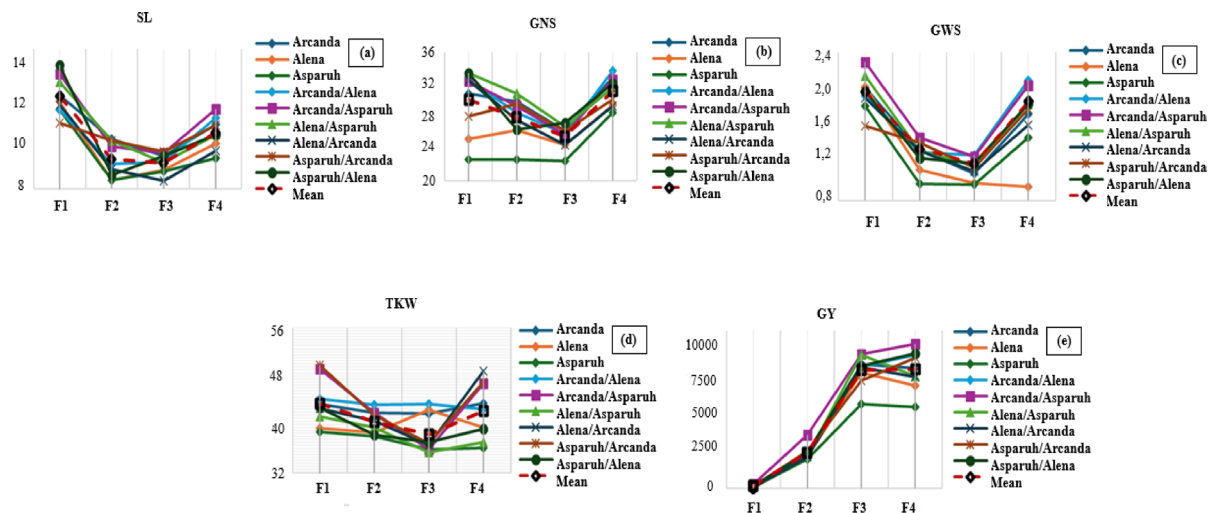 SL
14
12
10
8
F1 F2 F3 F4
Arcanda
Alena
Asparuh
Arcanda/Alena
Arcanda/Asparuh
Alena/Asparuh
Alena/Arcanda
Asparuh/Arcanda
Asparuh/Alena
Mean
(a)
GNS
36
32
28
24
20
F1 F2 F3 F4
Arcanda
Alena
Asparuh
Arcanda/Alena
Arcanda/Asparuh
Alena/Asparuh
Alena/Arcanda
Asparuh/Arcanda
Asparuh/Alena
Mean
(b)
GWS
2,4
2,0
1,6
1,2
0,8
F1 F2 F3 F4
Arcanda
Alena
Asparuh
Arcanda/Alena
Arcanda/Asparuh
Alena/Asparuh
Alena/Arcanda
Asparuh/Arcanda
Asparuh/Alena
Mean
(c)
TKW
56
48
40
32
F1 F2 F3 F4
Arcanda
Alena
Asparuh
Arcanda/Alena
Arcanda/Asparuh
Alena/Asparuh
Alena/Arcanda
Asparuh/Arcanda
Asparuh/Alena
Mean
(d)
GY
10000
7500
5000
2500
0
F1 F2 F3 F4
Arcanda
Alena
Asparuh
Arcanda/Alena
Arcanda/Asparuh
Alena/Asparuh
Alena/Arcanda
Asparuh/Arcanda
Asparuh/Alena
Mean
(e)